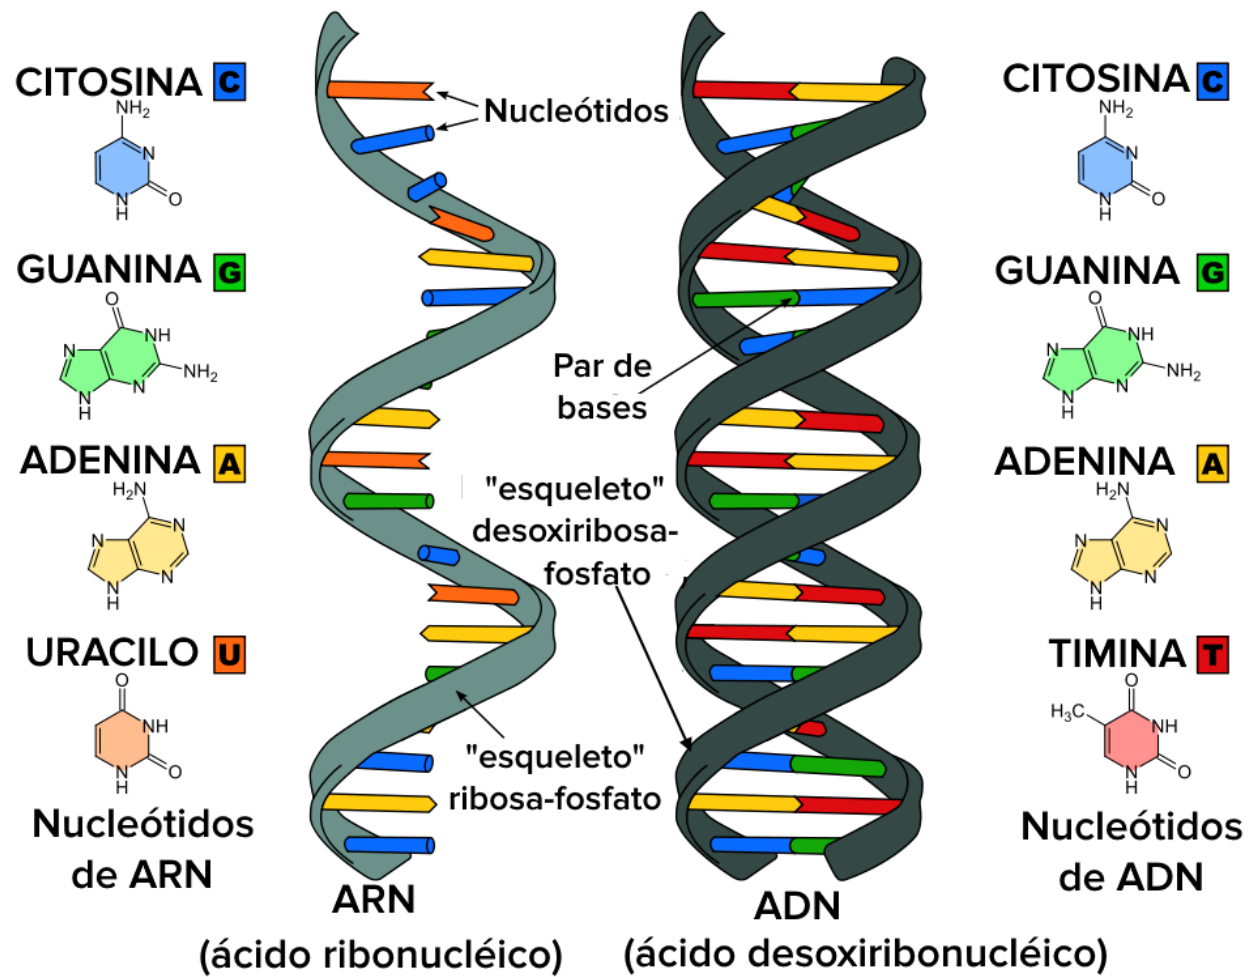 CITOSINA C
NH₂
N
N
H
O
GUANINA G
O
N
NH
N
H
N
NH₂
ADENINA A
H₂N
N
N
N
H
N
URACILO U
O
NH
N
H
O
Nucleótidos
de ARN
Nucleótidos
Par de
bases
"esqueleto"
desoxiribosa-
fosfato
"esqueleto"
ribosa-fosfato
ARN
(ácido ribonucléico)
ADN
(ácido desoxiribonucléico)
CITOSINA C
NH₂
N
N
H
O
GUANINA G
O
N
NH
N
H
N
NH₂
ADENINA A
H₂N
N
N
N
H
N
TIMINA T
O
H₃C
NH
N
H
O
Nucleótidos
de ADN